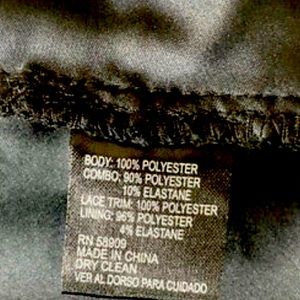 BODY: 100% POLYESTER
COMBO: 90% POLYESTER
10% ELASTANE
LACE TRIM: 100% POLYESTER
LINING: 96% POLYESTER
4% ELASTANE
RN 58909
MADE IN CHINA
DRY CLEAN
VER AL DORSO PARA CUIDADO